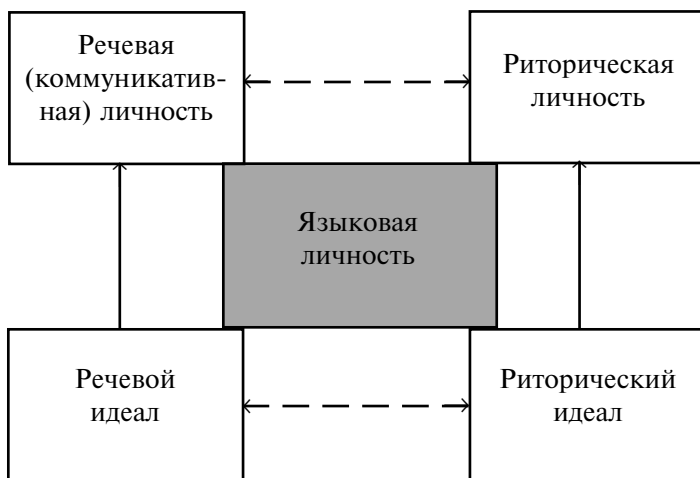 Речевая
(коммуникатив-
ная) личность
Риторическая
личность
Языковая
личность
Речевой
идеал
Риторический
идеал